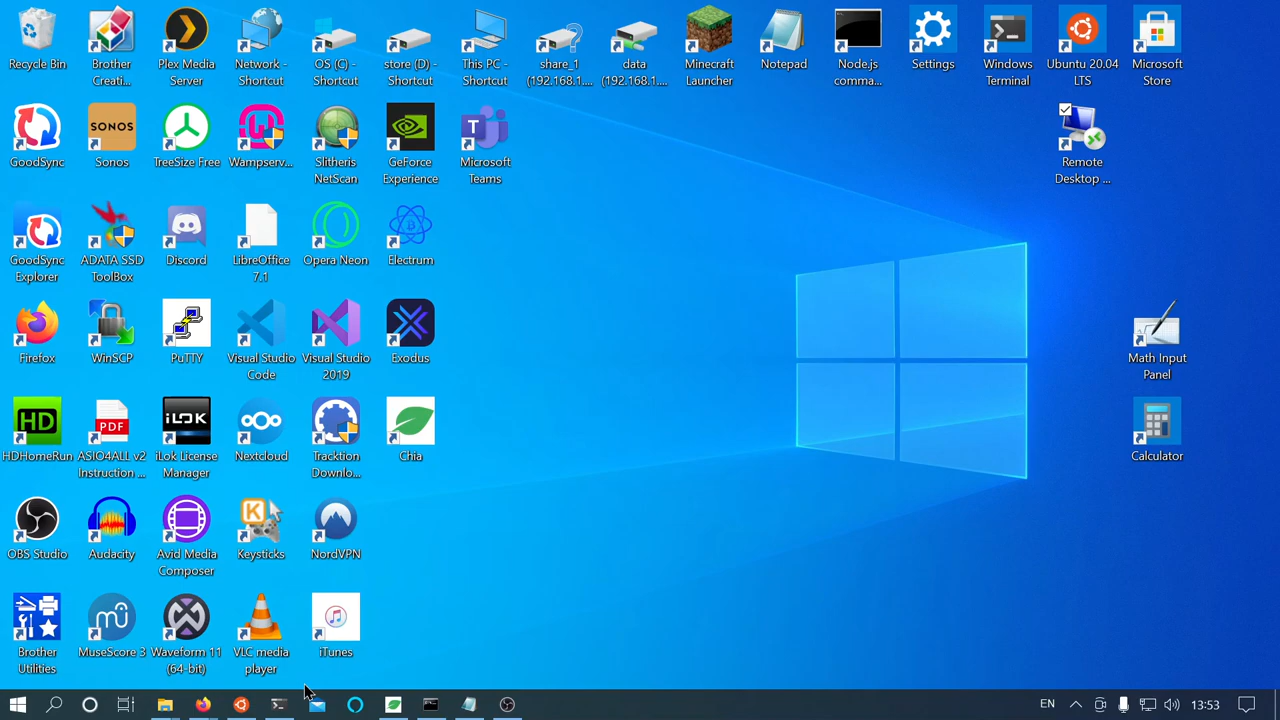 Recycle Bin
Brother
Creati...
Plex Media
Server
Network -
Shortcut
OS (C) -
Shortcut
store (D) -
Shortcut
This PC -
Shortcut
share_1
(192.168.1....
data
(192.168.1....
Minecraft
Launcher
Notepad
Node.js
comma...
Settings
Windows
Terminal
Ubuntu 20.04
LTS
Microsoft
Store
GoodSync
SONOS
Sonos
TreeSize Free
Wampserv...
Slitheris
NetScan
GeForce
Experience
T
Microsoft
Teams
Remote
Desktop ...
GoodSync
Explorer
ADATA SSD
ToolBox
Discord
LibreOffice
7.1
Opera Neon
Electrum
Firefox
WinSCP
PuTTY
Visual Studio
Code
Visual Studio
2019
Exodus
Math Input
Panel
HD
HDHomeRun
PDF
ASIO4ALL v2
Instruction ...
iLOK
iLok License
Manager
Nextcloud
Tracktion
Downlo...
Chia
Calculator
OBS Studio
Audacity
Avid Media
Composer
K
Keysticks
NordVPN
Brother
Utilities
MuseScore 3
Waveform 11
(64-bit)
VLC media
player
iTunes
EN
13:53